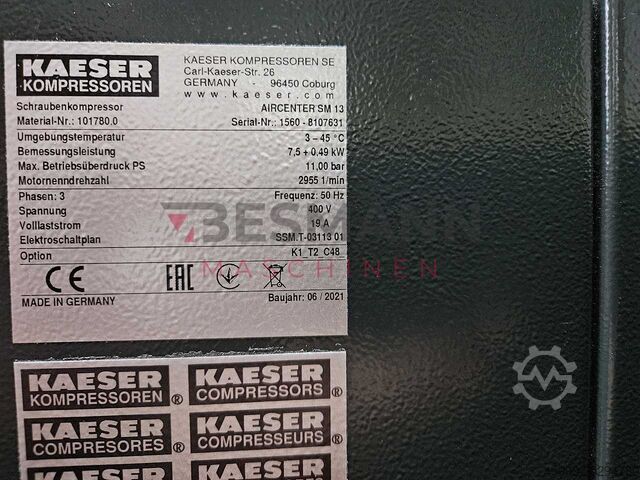 KAESER
KOMPRESSOREN
KAESER KOMPRESSOREN SE
Carl-Kaeser-Str. 26
GERMANY - 96450 Coburg
www.kaeser.com
Schraubenkompressor AIRCENTER SM 13
Material-Nr.: 101780.0 Serial-Nr.: 1560 - 8107631
Umgebungstemperatur 3 – 45 °C
Bemessungsleistung 7,5 + 0.49 kW
Max. Betriebsüberdruck PS 11,00 bar
Motornenndrehzahl 2955 1/min
Phasen: 3 Frequenz: 50 Hz
Spannung 400 V
Volllaststrom 19 A
Elektroschaltplan SSM.T-03113 01
Option K1_T2_C48
MASCHINEN
CE EAC
MADE IN GERMANY Baujahr: 06 / 2021
KAESER
KOMPRESSOREN ®
KAESER
COMPRESSORS ®
KAESER
COMPRESORES ®
KAESER
COMPRESSEURS ®
KAESER
KAESER